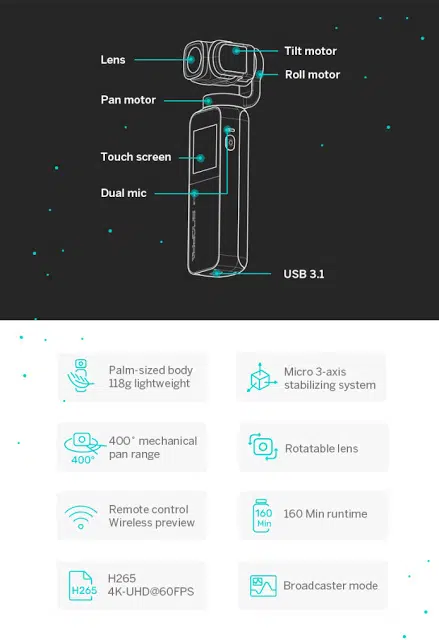 Tilt motor
Lens
Roll motor
Pan motor
Touch screen
Dual mic
USB 3.1
Palm-sized body
118g lightweight
Micro 3-axis
stabilizing system
400°
400° mechanical
pan range
Rotatable lens
Remote control
Wireless preview
160
Min
160 Min runtime
H265
H265
4K-UHD@60FPS
Broadcaster mode